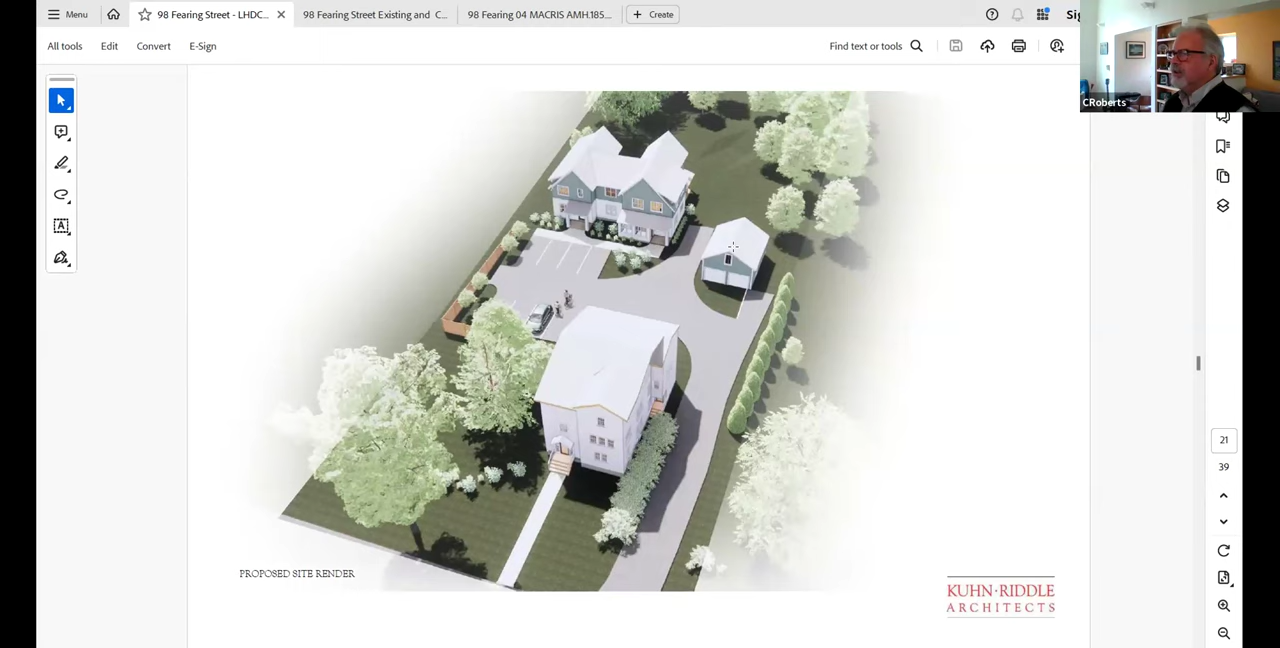 Menu
98 Fearing Street - LHDC...
98 Fearing Street Existing and C...
98 Fearing 04 MACRIS AMH.185...
Create
All tools
Edit
Convert
E-Sign
Find text or tools
CRoberts
21
39
PROPOSED SITE RENDER
KUHN·RIDDLE
ARCHITECTS